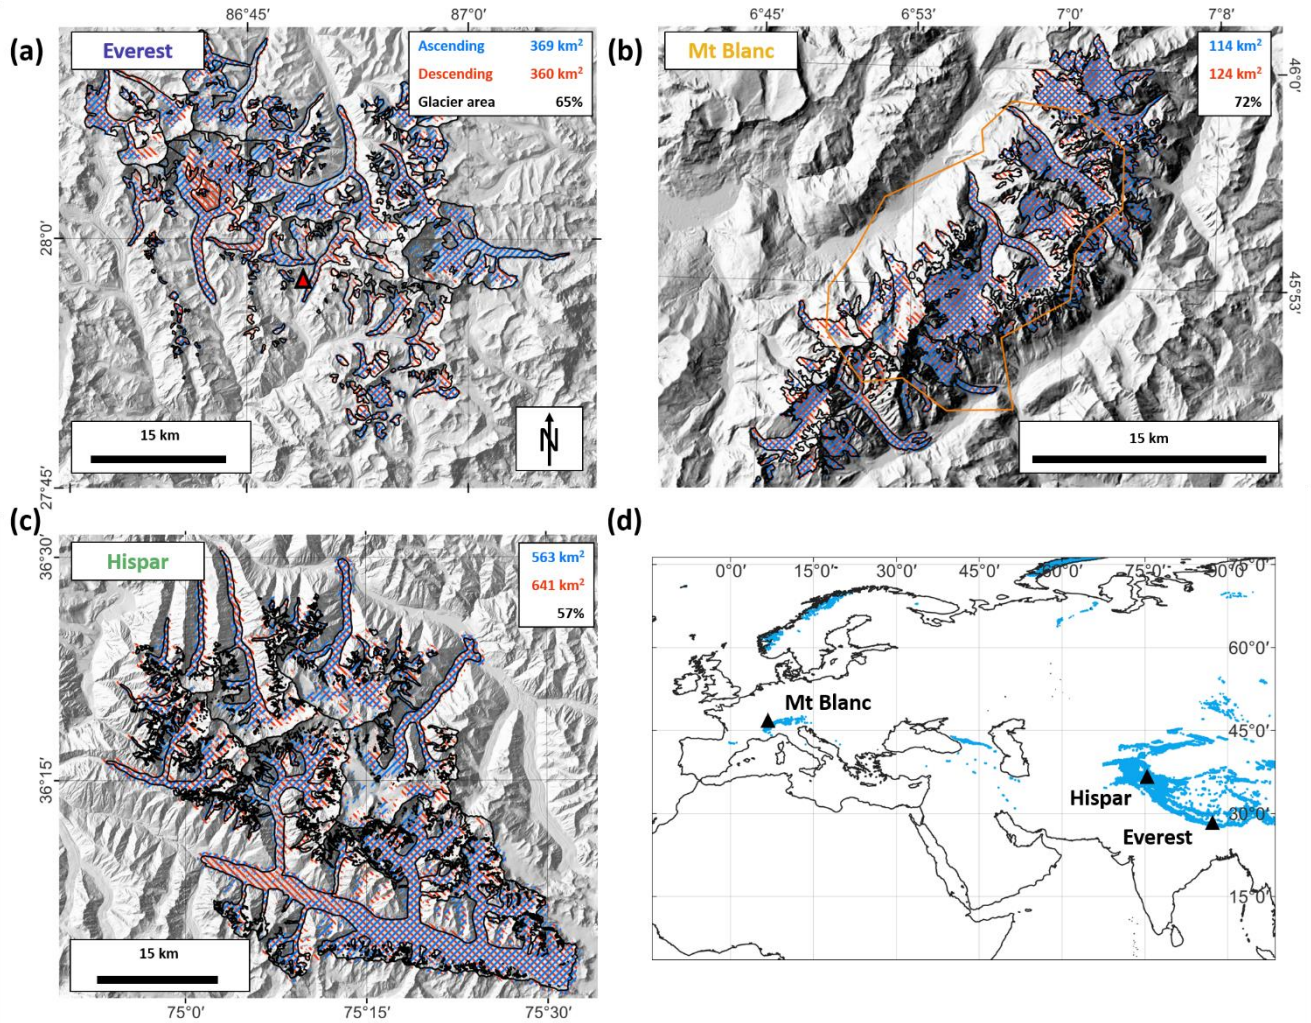 86°45' 87°0'
(a)
Everest
Ascending 369 km²
Descending 360 km²
Glacier area 65%
28°0'
15 km
N
27°45'
6°45' 6°53' 7°0' 7°8'
(b)
Mt Blanc
114 km²
124 km²
72%
46°0'
45°53'
15 km
(c)
Hispar
563 km²
641 km²
57%
36°30'
36°15'
15 km
75°0' 75°15' 75°30'
(d)
0°0' 15°0' 30°0' 45°0' 60°0' 75°0' 90°0'
60°0'
Mt Blanc
45°0'
Hispar
30°0'
Everest
15°0'